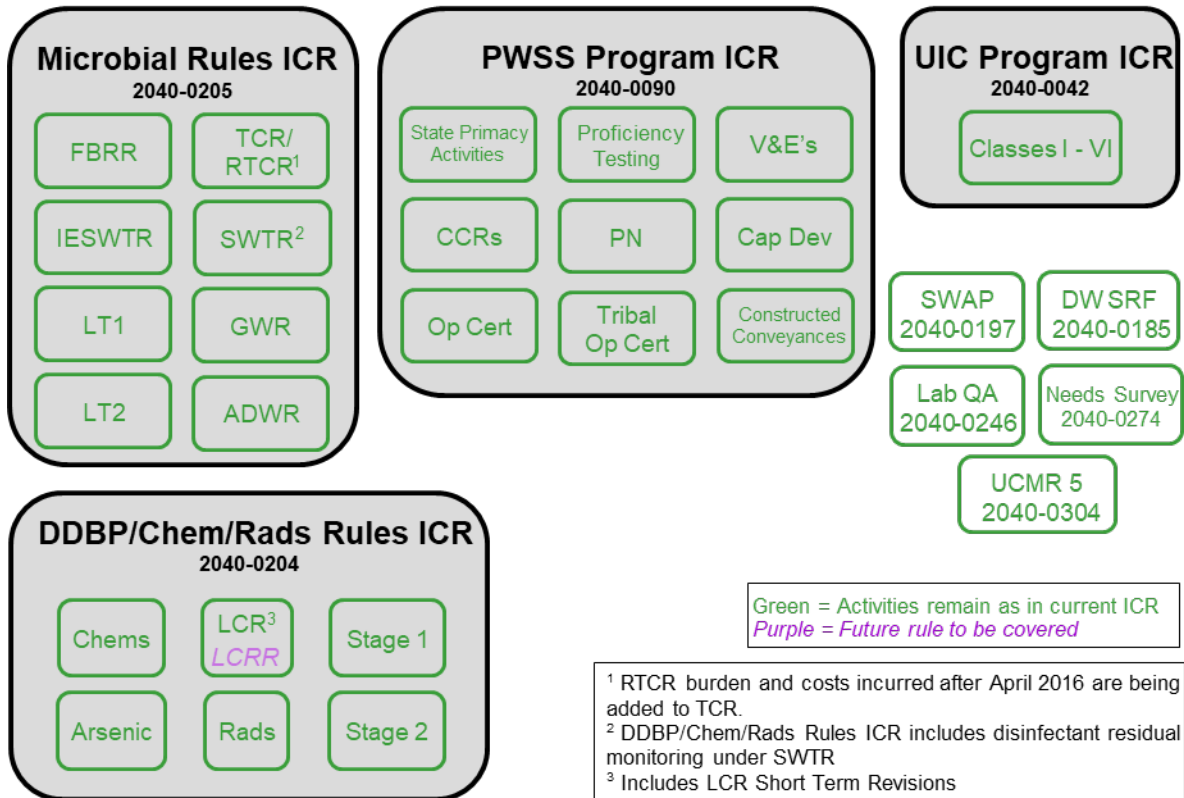 Microbial Rules ICR
2040-0205
FBRR
TCR/
RTCR¹
IESWTR
SWTR²
LT1
GWR
LT2
ADWR
PWSS Program ICR
2040-0090
State Primacy
Activities
Proficiency
Testing
V&E's
CCRs
PN
Cap Dev
Op Cert
Tribal
Op Cert
Constructed
Conveyances
UIC Program ICR
2040-0042
Classes I - VI
SWAP
2040-0197
DW SRF
2040-0185
Lab QA
2040-0246
Needs Survey
2040-0274
UCMR 5
2040-0304
DDBP/Chem/Rads Rules ICR
2040-0204
Chems
LCR³
LCRR
Stage 1
Arsenic
Rads
Stage 2
Green = Activities remain as in current ICR
Purple = Future rule to be covered
¹ RTCR burden and costs incurred after April 2016 are being
added to TCR.
² DDBP/Chem/Rads Rules ICR includes disinfectant residual
monitoring under SWTR
³ Includes LCR Short Term Revisions